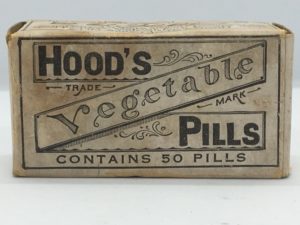 HOOD'S
TRADE
Vegetable
MARK
PILLS
CONTAINS 50 PILLS